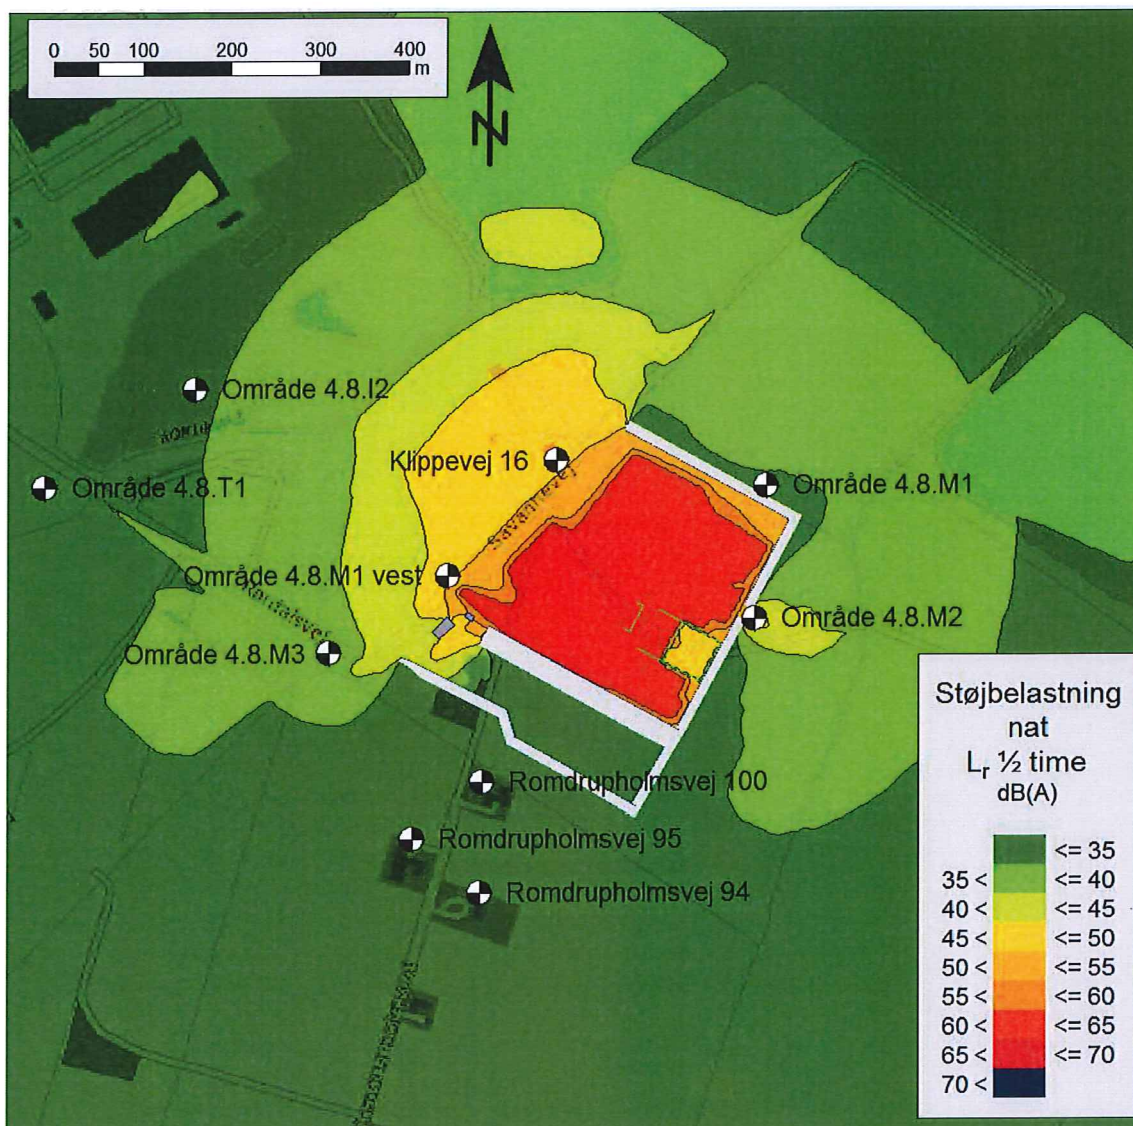 0 50 100 200 300 400
m
N
Område 4.8.I2
Klippevej 16
Område 4.8.T1
Område 4.8.M1
Savannevej
Område 4.8.M1 vest
Område 4.8.M2
Område 4.8.M3
Romdrupholmsvej 100
Romdrupholmsvej 95
Romdrupholmsvej 94
Støjbelastning
nat
Lr ½ time
dB(A)
<= 35
35 < <= 40
40 < <= 45
45 < <= 50
50 < <= 55
55 < <= 60
60 < <= 65
65 < <= 70
70 <